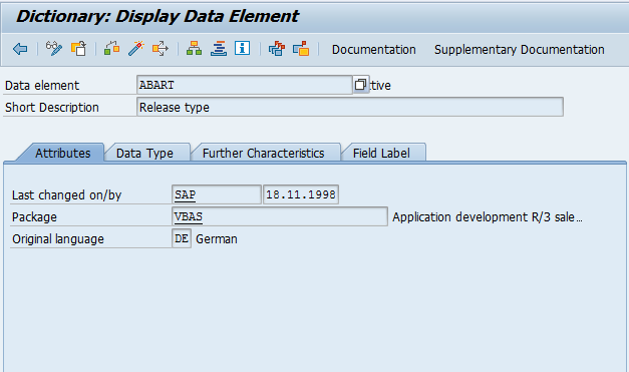 Dictionary: Display Data Element
Documentation Supplementary Documentation
Data element ABART tive
Short Description Release type
Attributes Data Type Further Characteristics Field Label
Last changed on/by SAP 18.11.1998
Package VBAS Application development R/3 sale...
Original language DE German